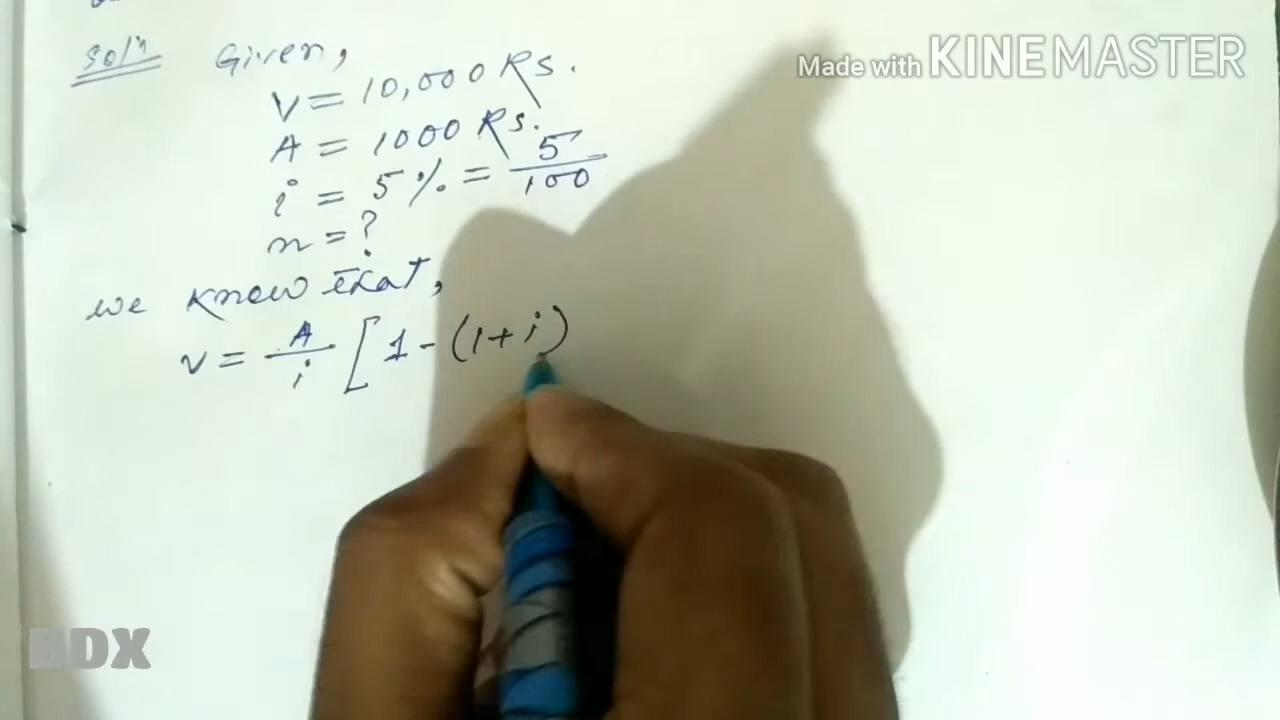 Made with KINEMASTER
Sol'n Given,
V = 10,000 Rs.
A = 1000 Rs.
i = 5% = 5/100
n = ?
we know that,
v = A/i [1 - (1 + i)